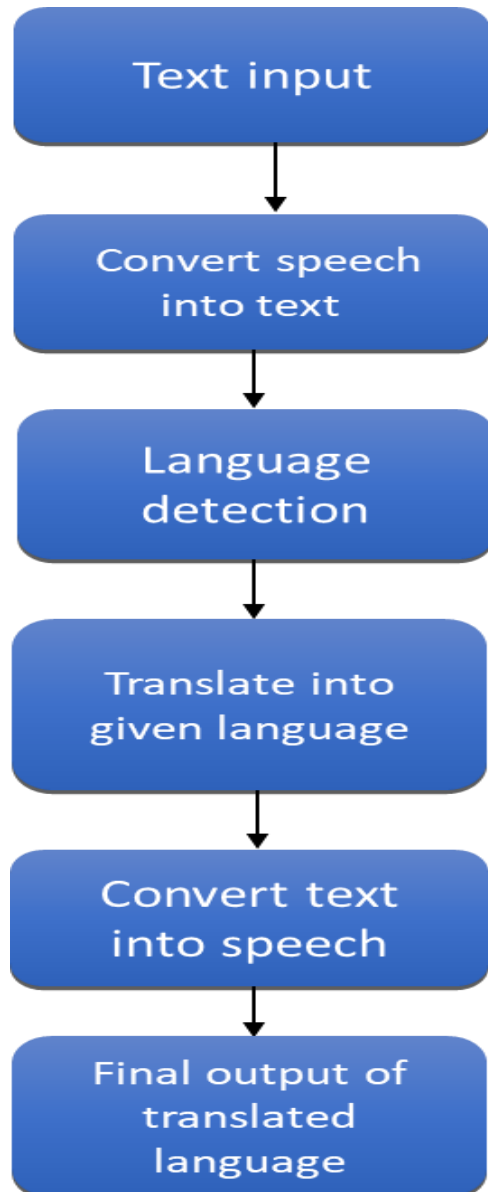 Text input
Convert speech
into text
Language
detection
Translate into
given language
Convert text
into speech
Final output of
translated
language